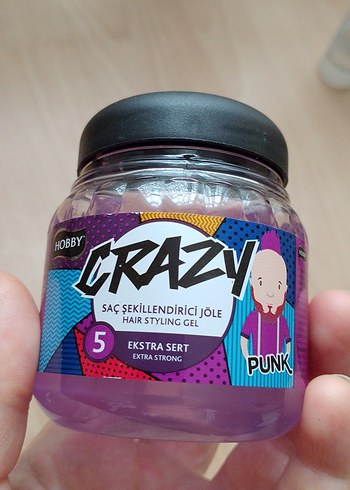 HOBBY
CRAZY
SAÇ ŞEKİLLENDİRİCİ JÖLE
HAIR STYLING GEL
5
EKSTRA SERT
EXTRA STRONG
PUNK